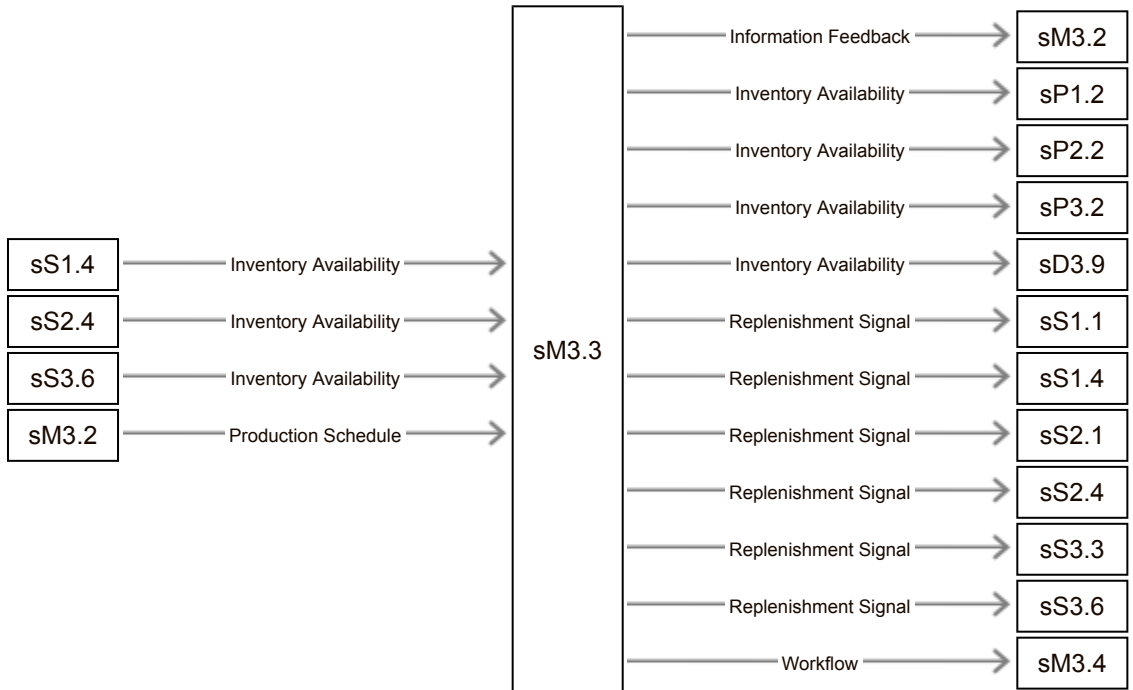 Information Feedback
sM3.2
Inventory Availability
sP1.2
Inventory Availability
sP2.2
Inventory Availability
sP3.2
sS1.4
Inventory Availability
Inventory Availability
sD3.9
sS2.4
Inventory Availability
Replenishment Signal
sS1.1
sM3.3
sS3.6
Inventory Availability
Replenishment Signal
sS1.4
sM3.2
Production Schedule
Replenishment Signal
sS2.1
Replenishment Signal
sS2.4
Replenishment Signal
sS3.3
Replenishment Signal
sS3.6
Workflow
sM3.4